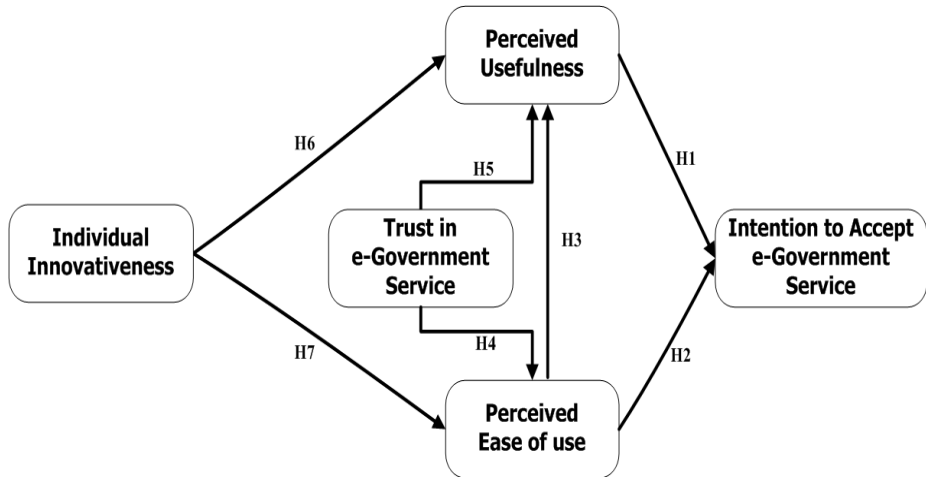 Perceived
Usefulness
H6
H1
H5
Individual
Innovativeness
Trust in
e-Government
Service
H3
Intention to Accept
e-Government
Service
H7
H4
H2
Perceived
Ease of use